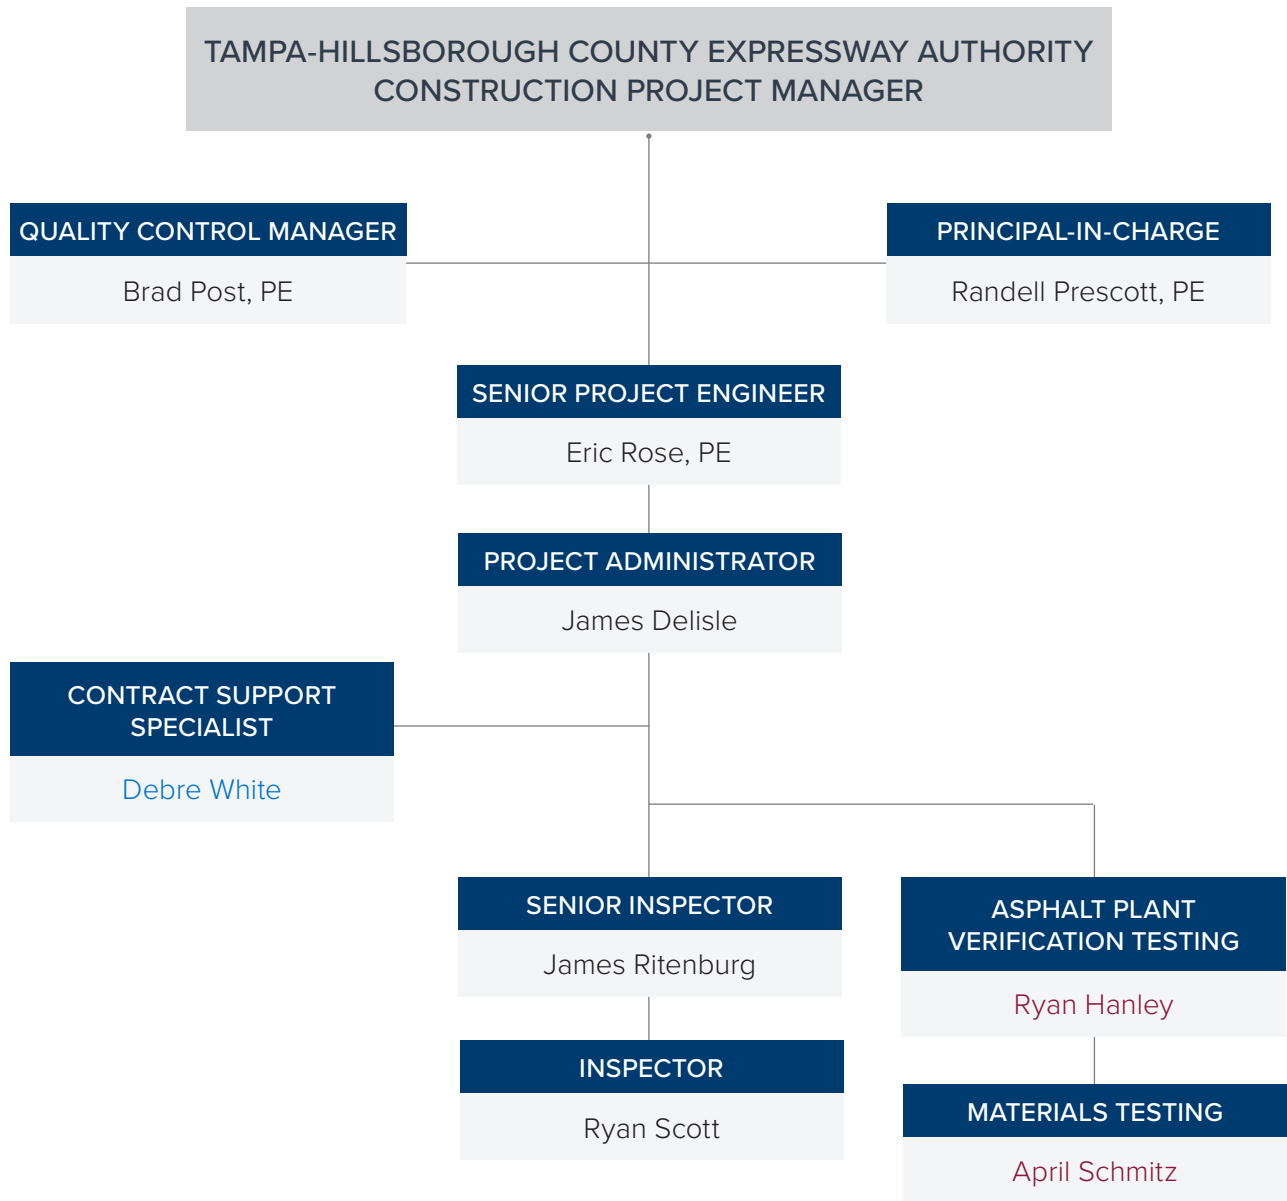 TAMPA-HILLSBOROUGH COUNTY EXPRESSWAY AUTHORITY
CONSTRUCTION PROJECT MANAGER
QUALITY CONTROL MANAGER
Brad Post, PE
PRINCIPAL-IN-CHARGE
Randell Prescott, PE
SENIOR PROJECT ENGINEER
Eric Rose, PE
PROJECT ADMINISTRATOR
James Delisle
CONTRACT SUPPORT
SPECIALIST
Debre White
SENIOR INSPECTOR
James Ritenburg
INSPECTOR
Ryan Scott
ASPHALT PLANT
VERIFICATION TESTING
Ryan Hanley
MATERIALS TESTING
April Schmitz